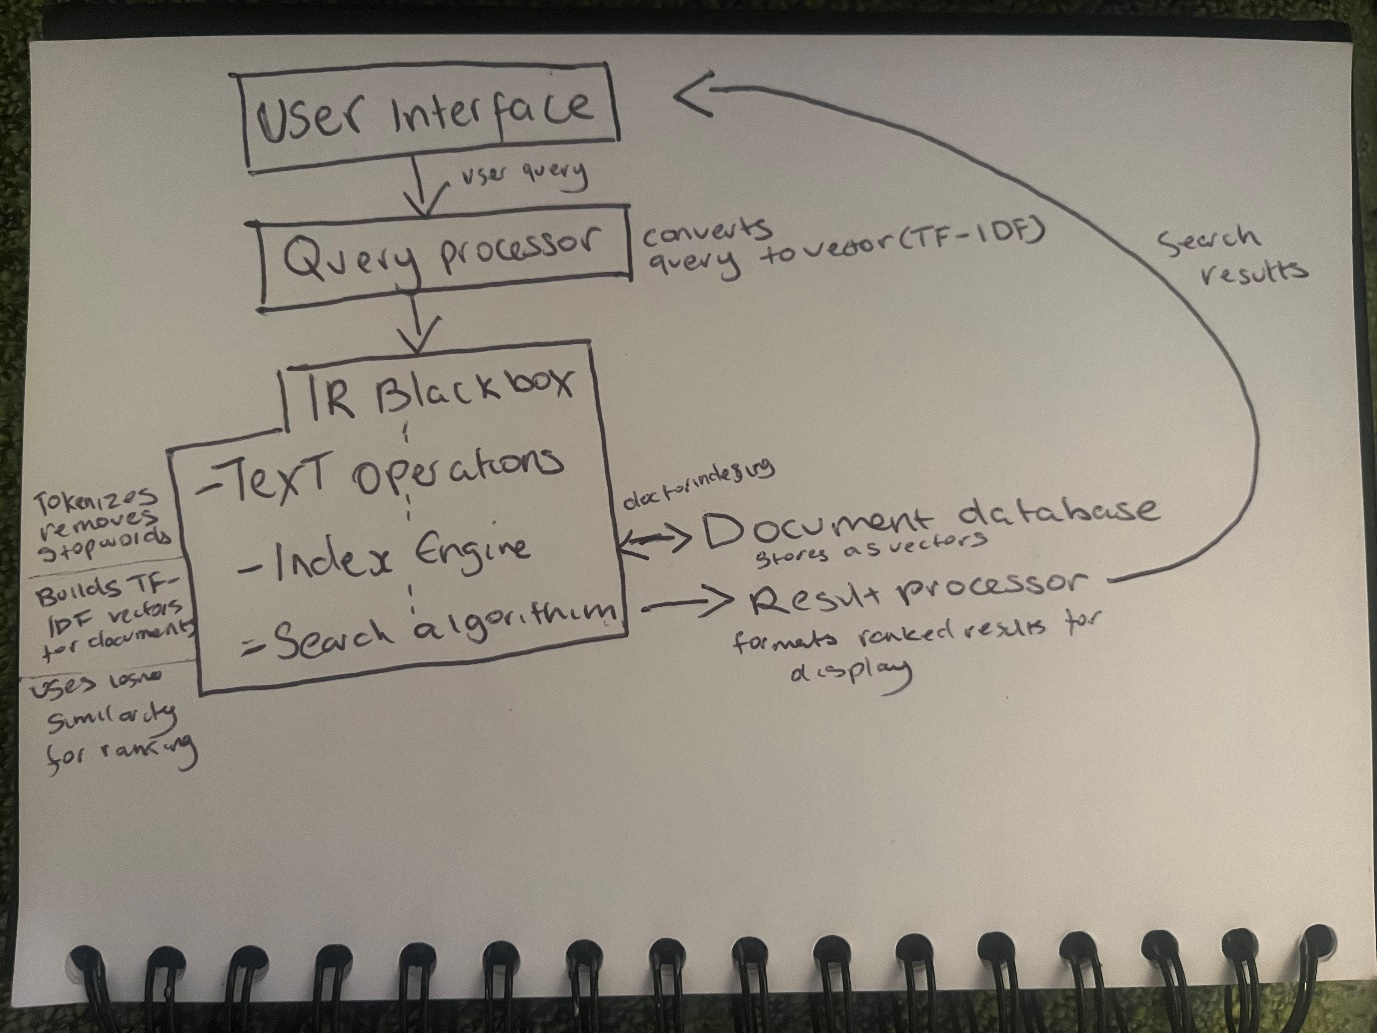 User Interface
user query
Query processor
converts
query to vector (TF-IDF)
Search
results
IR Blackbox
-Text operations
-Index Engine
=Search algorithim
Tokenizes
removes
stopwords
Builds TF-
IDF vectors
for documents
uses
Similarity
for ranking
Document database
stores as vectors
Result processor
formats ranked results for
display